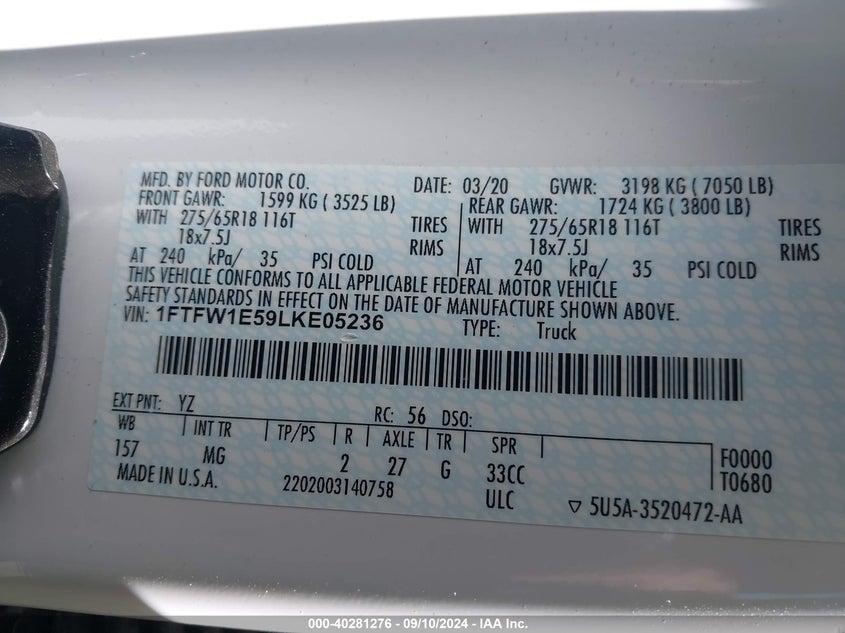 MFD. BY FORD MOTOR CO. DATE: 03/20 GVWR: 3198 KG ( 7050 LB)
FRONT GAWR: 1599 KG ( 3525 LB) REAR GAWR: 1724 KG ( 3800 LB)
WITH 275/65R18 116T TIRES WITH 275/65R18 116T TIRES
18x7.5J RIMS 18x7.5J RIMS
AT 240 kPa/ 35 PSI COLD AT 240 kPa/ 35 PSI COLD
THIS VEHICLE CONFORMS TO ALL APPLICABLE FEDERAL MOTOR VEHICLE
SAFETY STANDARDS IN EFFECT ON THE DATE OF MANUFACTURE SHOWN ABOVE.
VIN: 1FTFW1E59LKE05236 TYPE: Truck
EXT PNT: YZ RC: 56 DSO:
WB INT TR TP/PS R AXLE TR SPR F0000
157 MG 2 27 G 33CC T0680
MADE IN U.S.A. 2202003140758 ULC ▽ 5U5A-3520472-AA
000-40281276 - 09/10/2024 - IAA Inc.